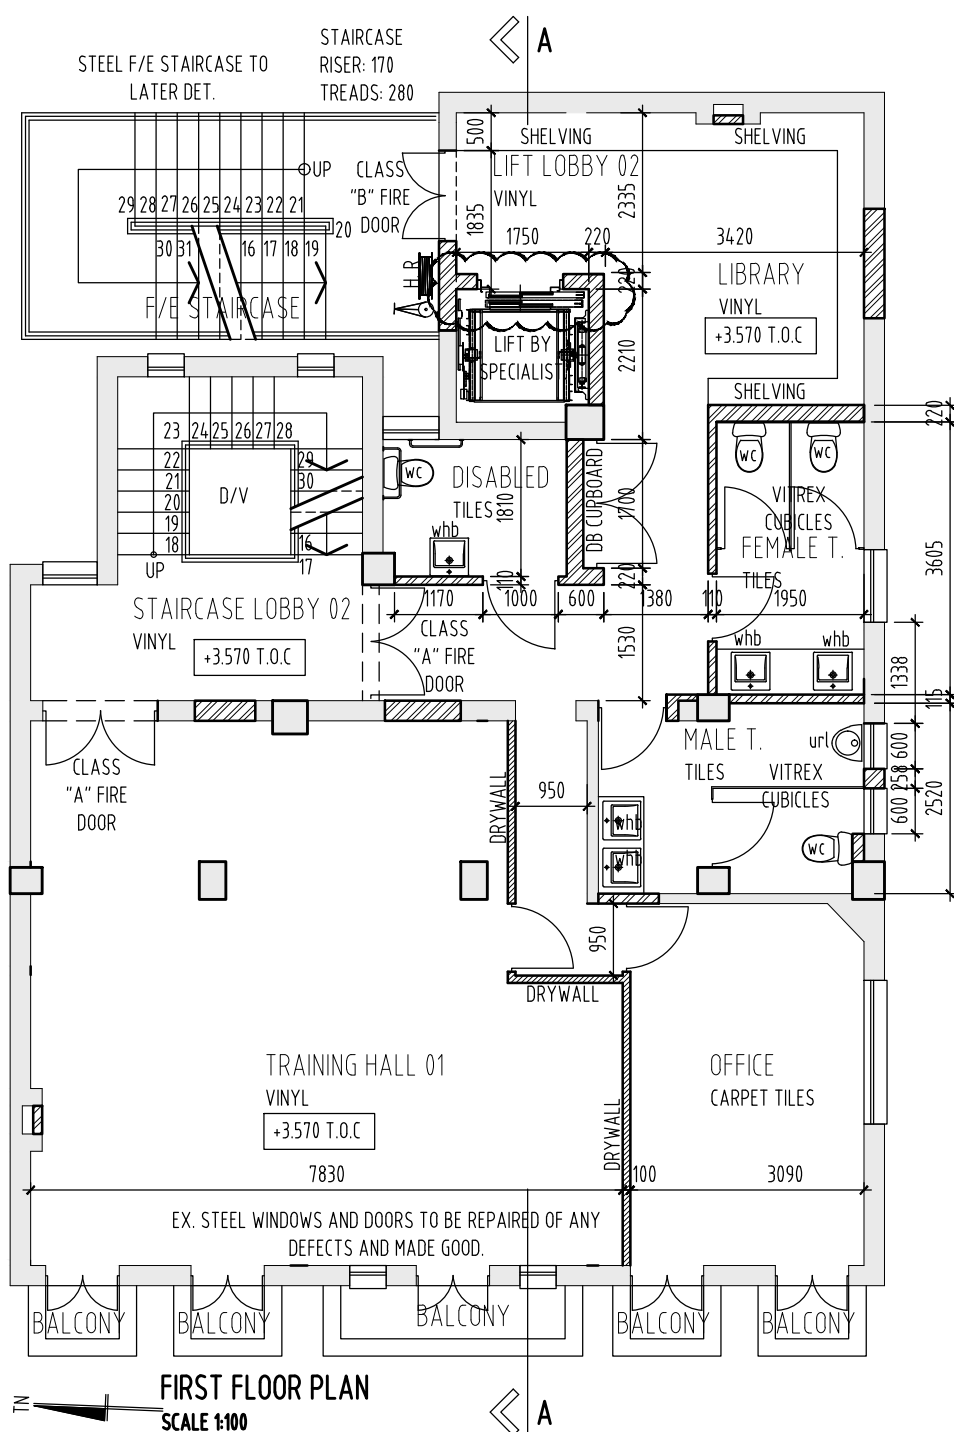 A
STAIRCASE
RISER: 170
TREADS: 280
STEEL F/E STAIRCASE TO
LATER DET.
500
SHELVING
SHELVING
UP
CLASS
"B" FIRE
DOOR
LIFT LOBBY 02
VINYL
1835
2335
29 28 27 26 25 24 23 22 21
20
30 31 16 17 18 19
F/E STAIRCASE
1750
220
3420
HR
220
LIBRARY
VINYL
+3.570 T.O.C
LIFT BY
SPECIALIST
2210
SHELVING
220
23 24 25 26 27 28
22
21
20
19
18
29
30
16
17
D/V
UP
WC
DISABLED
TILES
1810
whb
110
DB CUPBOARD
1700
220
WC
WC
VITREX
CUBICLES
FEMALE T.
TILES
3605
STAIRCASE LOBBY 02
VINYL
+3.570 T.O.C
1170
1000
600
1380
110
1950
CLASS
"A" FIRE
DOOR
1530
whb
whb
1338
115
CLASS
"A" FIRE
DOOR
DRYWALL
950
MALE T.
TILES
url
VITREX
CUBICLES
600
258
600
2520
whb
whb
WC
950
DRYWALL
TRAINING HALL 01
VINYL
+3.570 T.O.C
OFFICE
CARPET TILES
DRYWALL
7830
100
3090
EX. STEEL WINDOWS AND DOORS TO BE REPAIRED OF ANY
DEFECTS AND MADE GOOD.
BALCONY
BALCONY
BALCONY
BALCONY
BALCONY
TN
FIRST FLOOR PLAN
SCALE 1:100
A